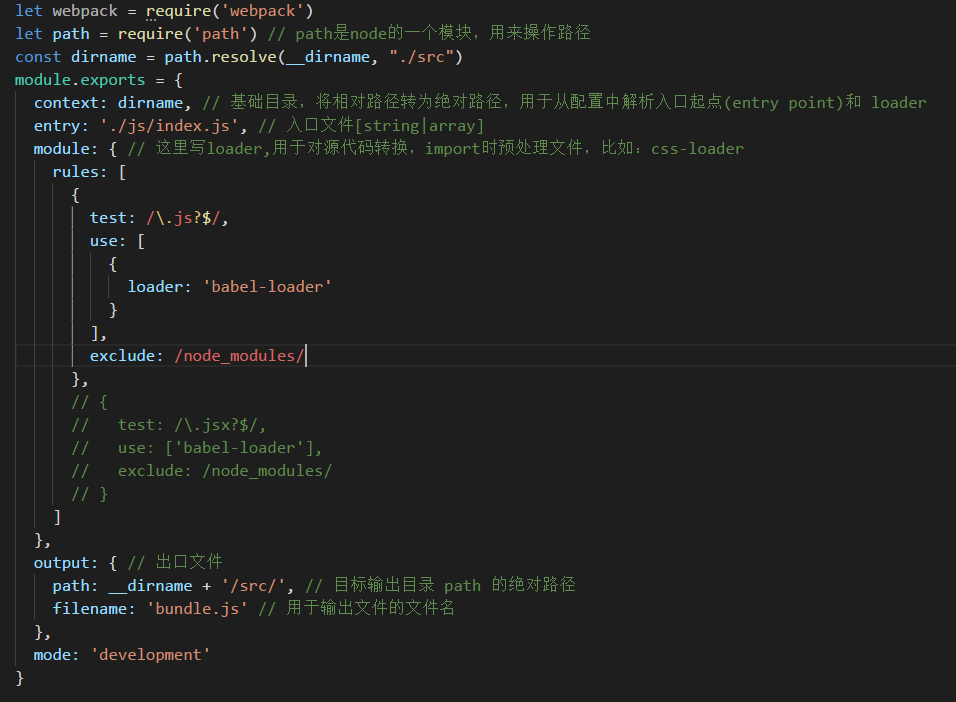 let webpack = require('webpack')
let path = require('path') // path是node的一个模块，用来操作路径
const dirname = path.resolve(__dirname, "./src")
module.exports = {
  context: dirname, // 基础目录，将相对路径转为绝对路径，用于从配置中解析入口起点(entry point)和 loader
  entry: './js/index.js', // 入口文件[string|array]
  module: { // 这里写loader,用于对源代码转换，import时预处理文件，比如：css-loader
    rules: [
      {
        test: /\.js?$/,
        use: [
          {
            loader: 'babel-loader'
          }
        ],
        exclude: /node_modules/
      },
      // {
      //   test: /\.jsx?$/,
      //   use: ['babel-loader'],
      //   exclude: /node_modules/
      // }
    ]
  },
  output: { // 出口文件
    path: __dirname + '/src/', // 目标输出目录 path 的绝对路径
    filename: 'bundle.js' // 用于输出文件的文件名
  },
  mode: 'development'
}